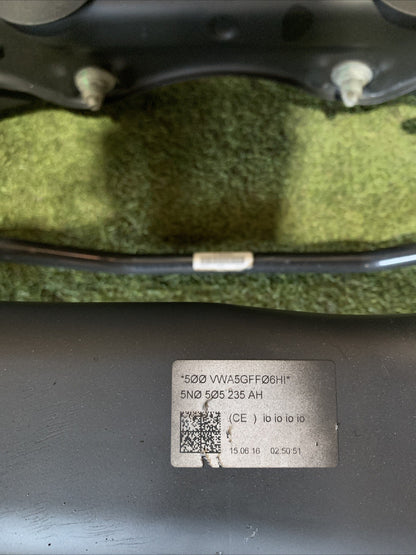 *5ØØ VWA5GFFØ6HI*
5NØ 5Ø5 235 AH
(CE ) io io io io
15.06.16 02:50:51